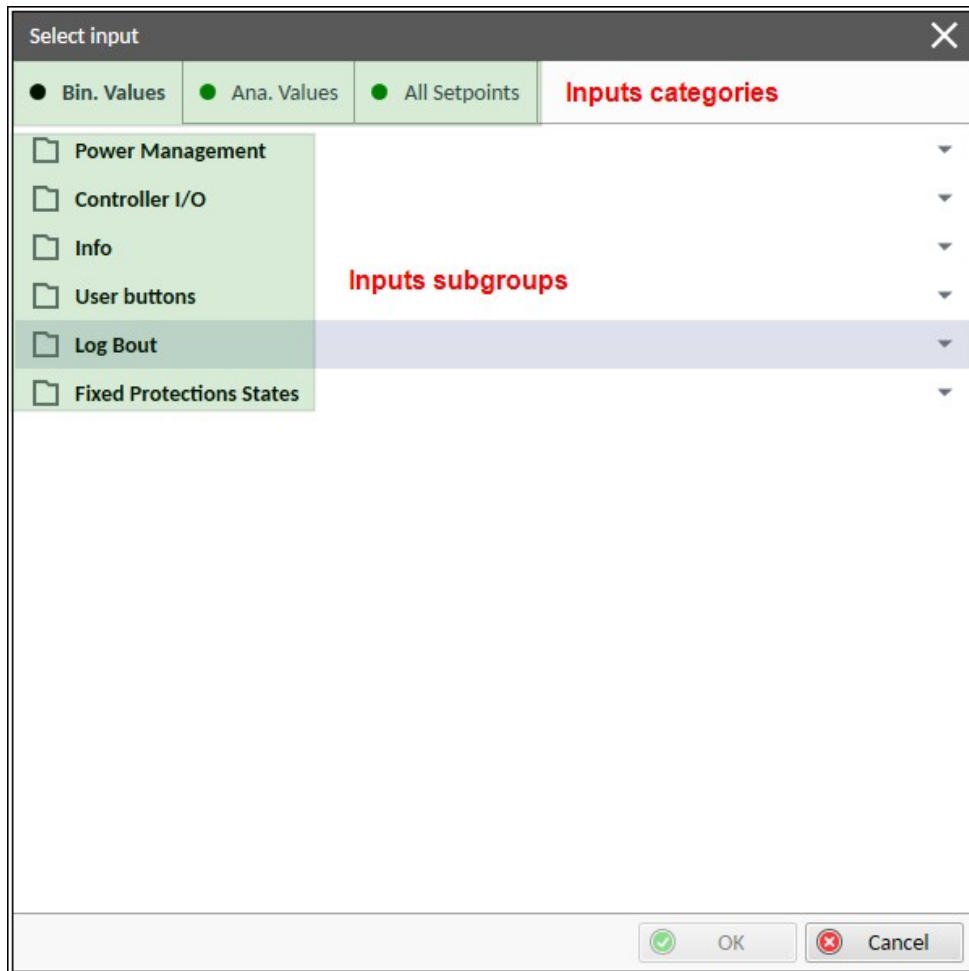 Select input
Bin. Values Ana. Values All Setpoints Inputs categories
Power Management
Controller I/O
Info
Inputs subgroups
User buttons
Log Bout
Fixed Protections States
OK Cancel